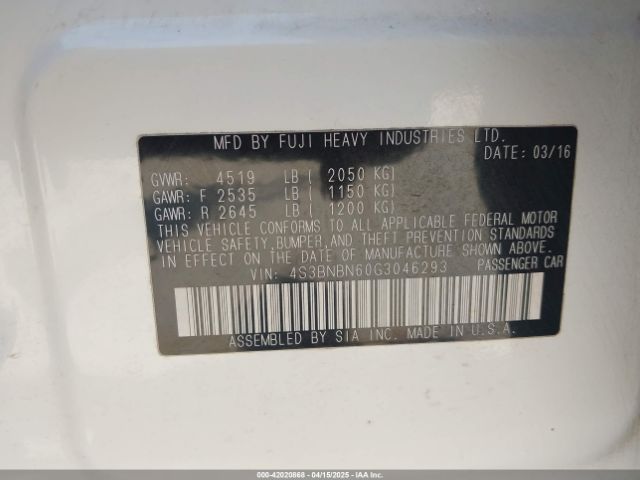 MFD BY FUJI HEAVY INDUSTRIES LTD.
DATE: 03/16
GVWR: 4519 LB ( 2050 KG)
GAWR: F 2535 LB ( 1150 KG)
GAWR: R 2645 LB ( 1200 KG)
THIS VEHICLE CONFORMS TO ALL APPLICABLE FEDERAL MOTOR
VEHICLE SAFETY, BUMPER, AND THEFT PREVENTION STANDARDS
IN EFFECT ON THE DATE OF MANUFACTURE SHOWN ABOVE.
VIN: 4S3BNBN60G3046293 PASSENGER CAR
ASSEMBLED BY SIA INC. MADE IN U.S.A.
000-42020868 - 04/15/2025 - IAAI.COM